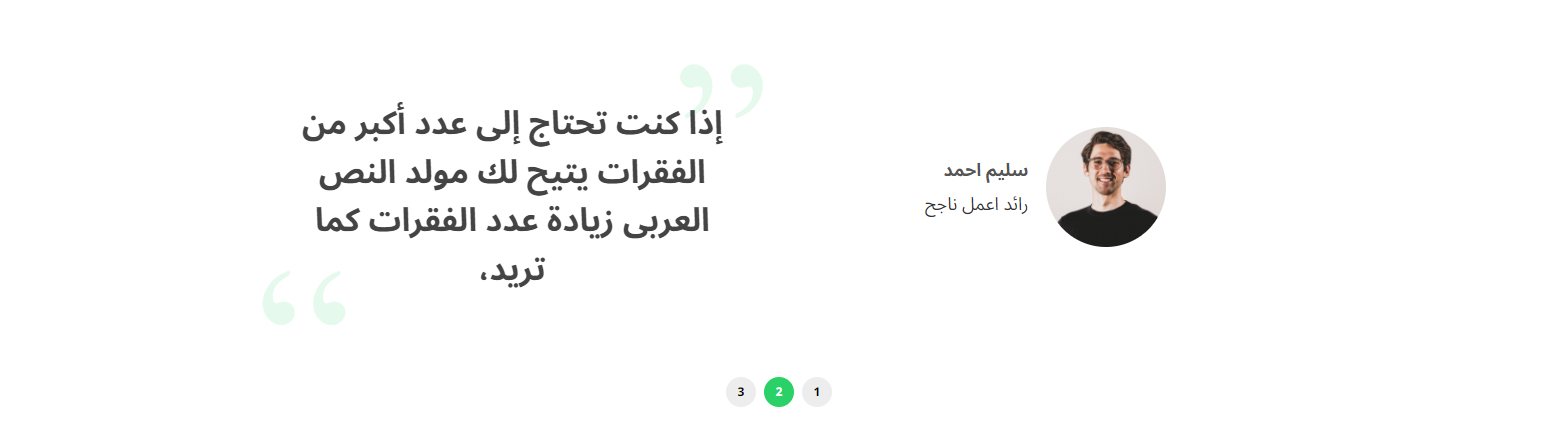 سليم احمد
رائد اعمل ناجح
إذا كنت تحتاج إلى عدد أكبر من
الفقرات يتيح لك مولد النص
العربى زيادة عدد الفقرات كما
تريد،
1 2 3